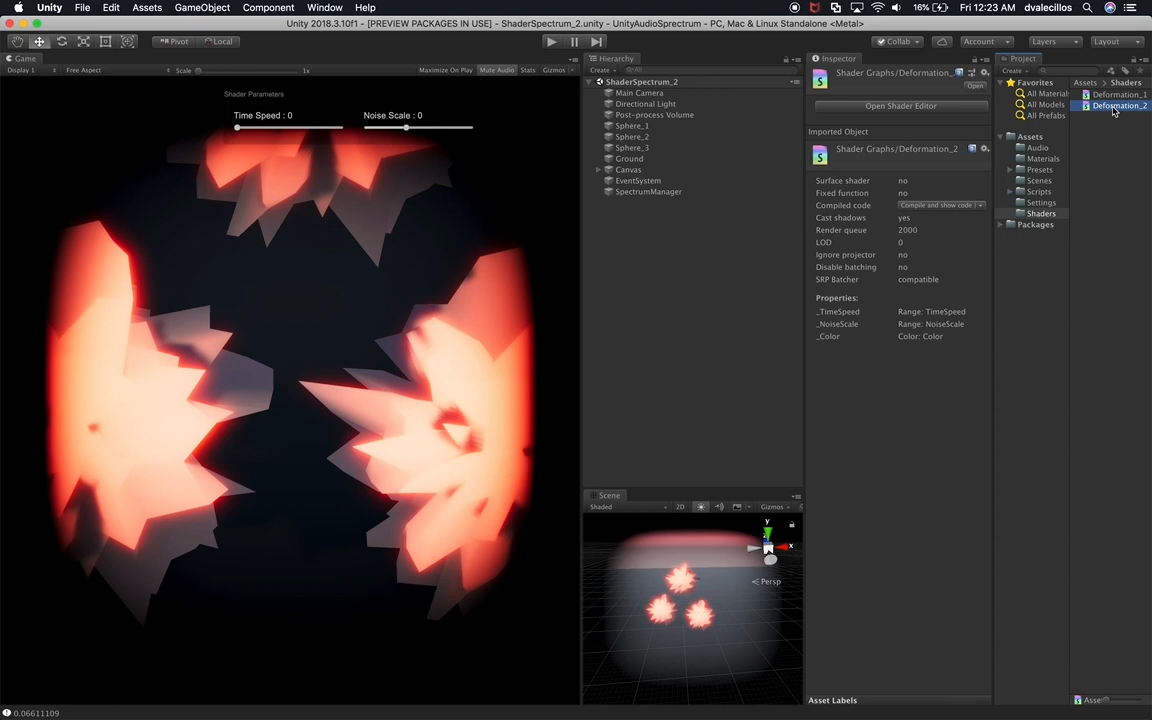 Unity File Edit Assets GameObject Component Window Help 16% Fri 12:23 AM dvalecillos
Unity 2018.3.10f1 - [PREVIEW PACKAGES IN USE] - ShaderSpectrum_2.unity - UnityAudioSpectrum - PC, Mac & Linux Standalone <Metal>
Pivot Local Collab Account Layers Layout
Game
Display 1 Free Aspect Scale 1x Maximize On Play Mute Audio Stats Gizmos
Shader Parameters
Time Speed : 0 Noise Scale : 0
Hierarchy
Create All
ShaderSpectrum_2
Main Camera
Directional Light
Post-process Volume
Sphere_1
Sphere_2
Sphere_3
Ground
Canvas
EventSystem
SpectrumManager
Scene
Shaded 2D Gizmos
y
x
Persp
Inspector
Shader Graphs/Deformation_
Open
Open Shader Editor
Imported Object
Shader Graphs/Deformation_2
Surface shader no
Fixed function no
Compiled code Compile and show code
Cast shadows yes
Render queue 2000
LOD 0
Ignore projector no
Disable batching no
SRP Batcher compatible
Properties:
_TimeSpeed Range: TimeSpeed
_NoiseScale Range: NoiseScale
_Color Color: Color
Asset Labels
Project
Create
Favorites
All Material
All Models
All Prefabs
Assets
Audio
Materials
Presets
Scenes
Scripts
Settings
Shaders
Packages
Assets > Shaders
Deformation_1
Deformation_2
Asse
0.06611109